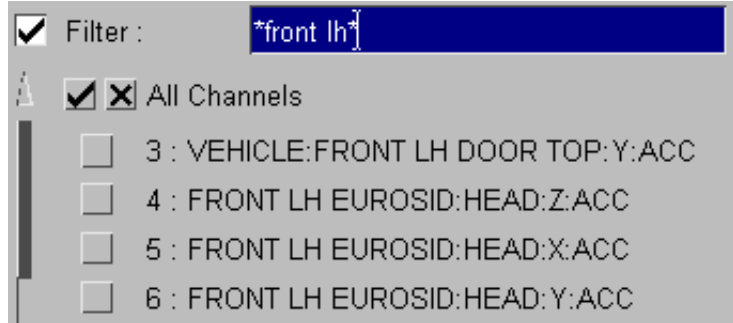 Filter : *front lh*
All Channels
3 : VEHICLE:FRONT LH DOOR TOP:Y:ACC
4 : FRONT LH EUROSID:HEAD:Z:ACC
5 : FRONT LH EUROSID:HEAD:X:ACC
6 : FRONT LH EUROSID:HEAD:Y:ACC